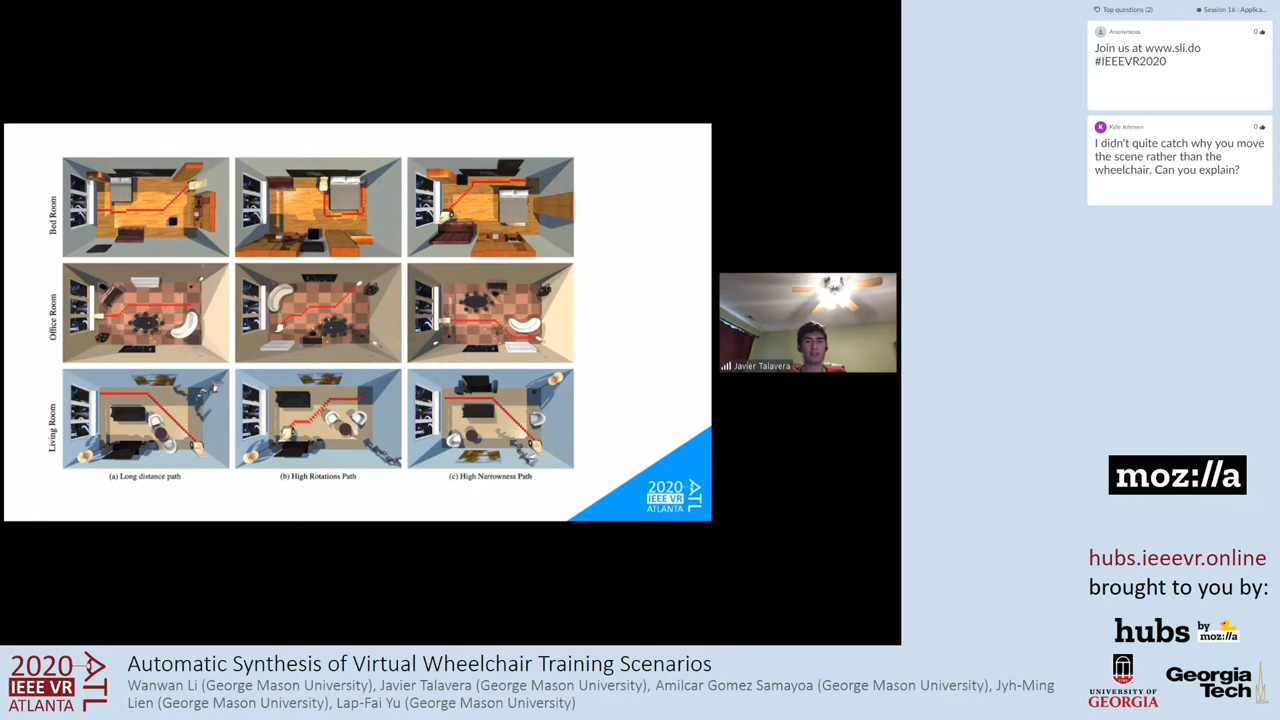 Top questions (2)
Session 16 : Applica...
Anonymous
0
Join us at www.sli.do
#IEEEVR2020
K
Kyle Johnsen
0
I didn't quite catch why you move
the scene rather than the
wheelchair. Can you explain?
Bed Room
Office Room
Living Room
(a) Long distance path
(b) High Rotations Path
(c) High Narrowness Path
2020
IEEE VR
ATLANTA
ATL
Javier Talavera
moz://a
hubs.ieeevr.online
brought to you by:
hubs by moz://a
UNIVERSITY OF
GEORGIA
Georgia
Tech
2020
IEEE VR
ATLANTA
ATL
Automatic Synthesis of Virtual Wheelchair Training Scenarios
Wanwan Li (George Mason University), Javier Talavera (George Mason University), Amilcar Gomez Samayoa (George Mason University), Jyh-Ming
Lien (George Mason University), Lap-Fai Yu (George Mason University)